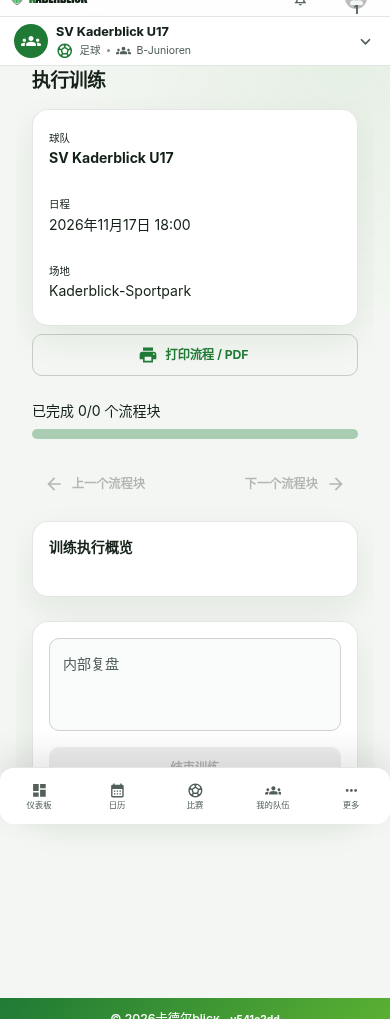 SV Kaderblick U17
足球 • B-Junioren
执行训练
球队
SV Kaderblick U17
日程
2026年11月17日 18:00
场地
Kaderblick-Sportpark
打印流程 / PDF
已完成 0/0 个流程块
上一个流程块 下一个流程块
训练执行概览
内部复盘
结束训练
仪表板 日历 比赛 我的队伍 更多